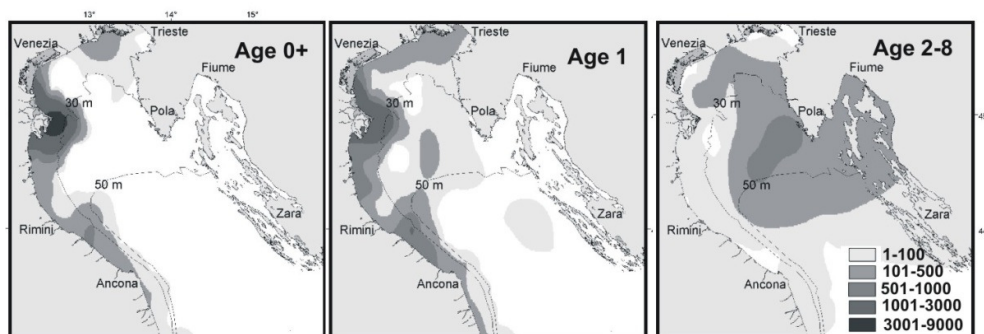 12° 13° 14° 15°
Venezia
Trieste
Age 0+
Fiume
30 m
Pola
50 m
Zara
Rimini
Ancona
Venezia
Trieste
Age 1
Fiume
30 m
Pola
50 m
Zara
Rimini
Ancona
Venezia
Trieste
Age 2-8
Fiume
30 m
Pola
50 m
Zara
Rimini
Ancona
1-100
101-500
501-1000
1001-3000
3001-9000